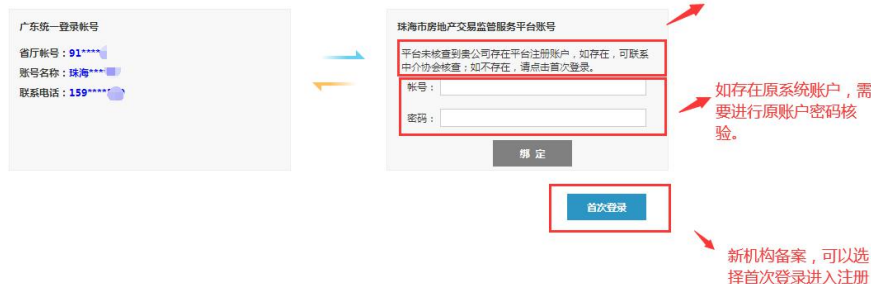 广东统一登录帐号
省厅帐号：91****
账号名称：珠海***
联系电话：159****
珠海市房地产交易监管服务平台账号
平台未核查到贵公司存在平台注册账户，如存在，可联系
中介协会核查；如不存在，请点击首次登录。
帐号：
密码：
绑 定
首次登录
如存在原系统账户，需
要进行原账户密码核
验。
新机构备案，可以选
择首次登录进入注册